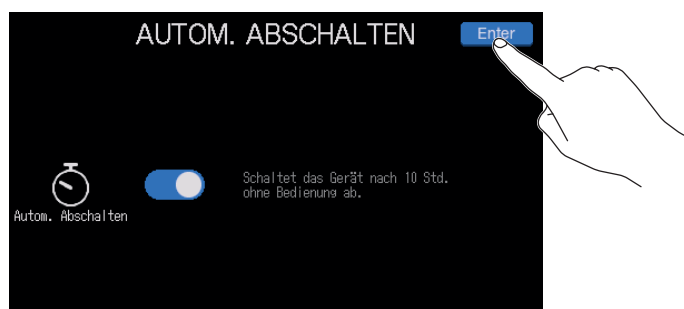 AUTOM. ABSCHALTEN
Enter
Schaltet das Gerät nach 10 Std.
ohne Bedienung ab.
Autom. Abschalten